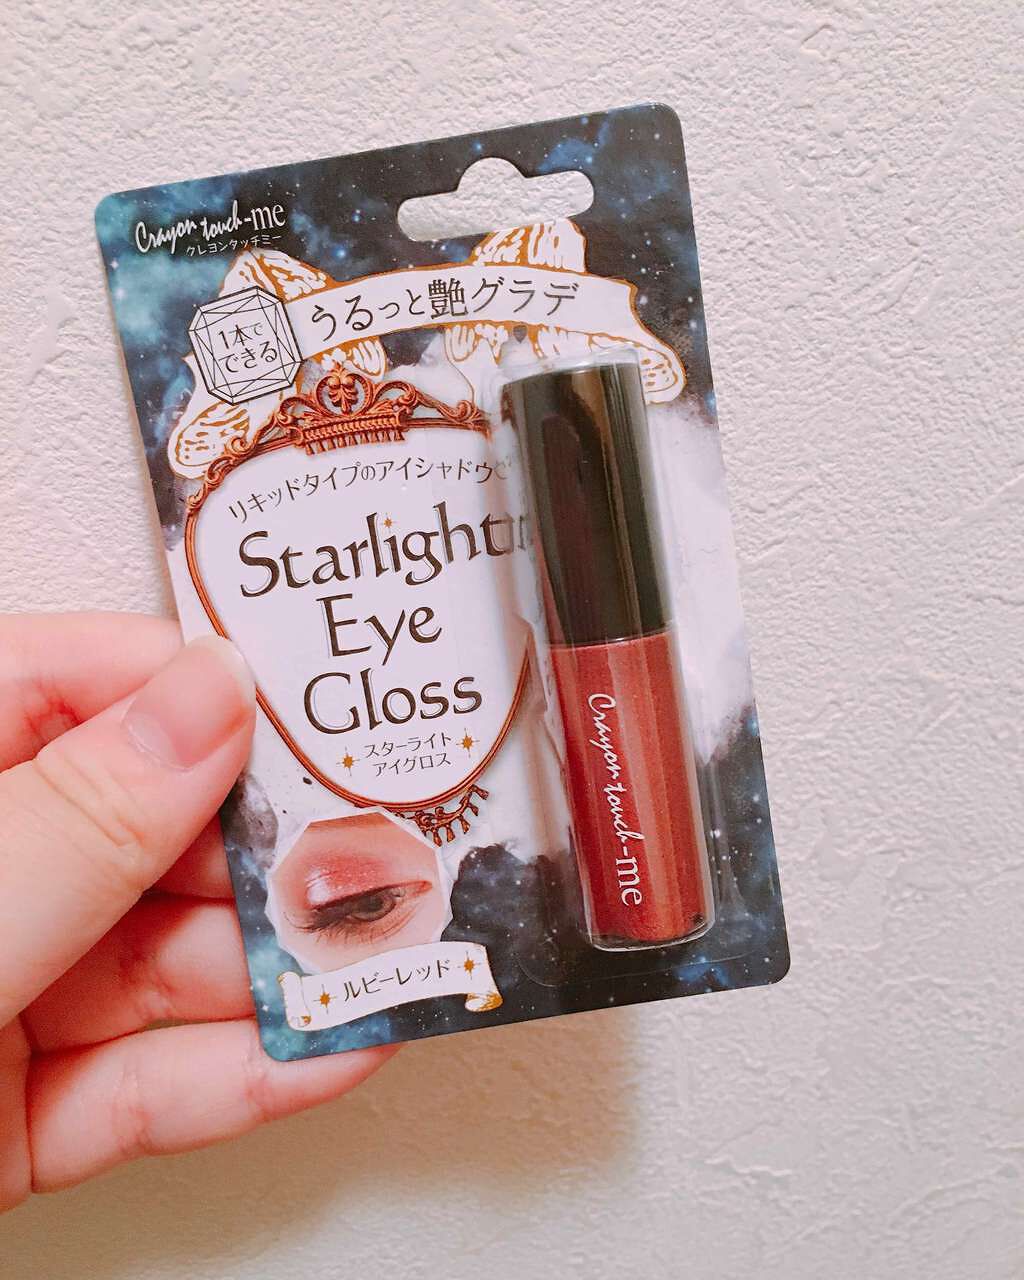 Crayon touch-me
クレヨンタッチミー
1本で
できる
うるっと艶グラデ
リキッドタイプのアイシャドウ
Starlight
Eye
Gloss
スターライト
アイグロス
ルビーレッド
Crayon touch-me